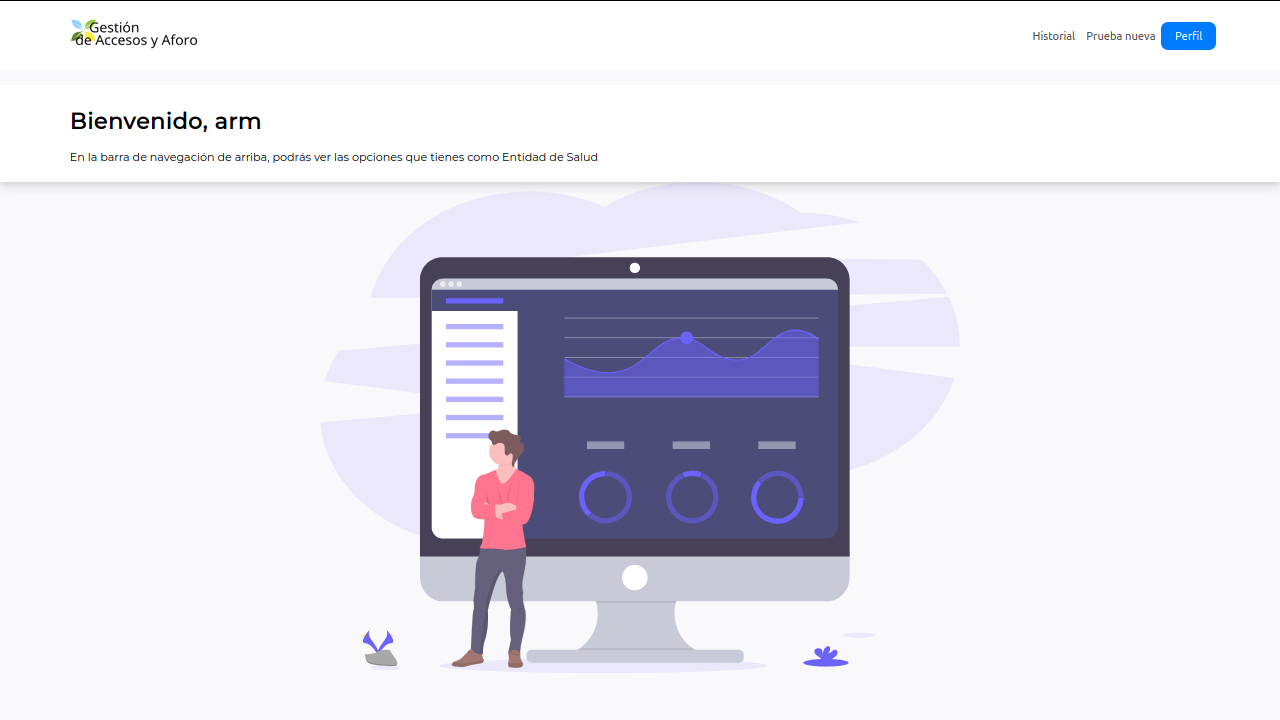 Gestión
de Accesos y Aforo
Historial Prueba nueva Perfil
Bienvenido, arm
En la barra de navegación de arriba, podrás ver las opciones que tienes como Entidad de Salud